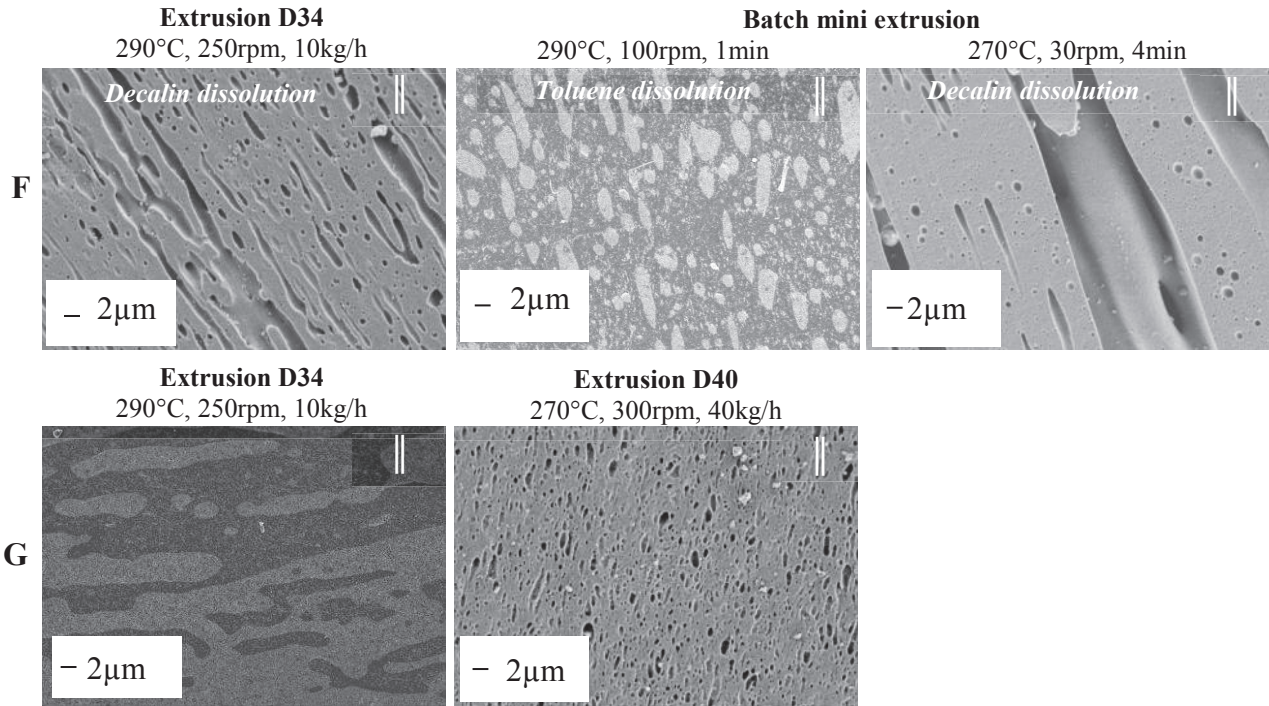 Extrusion D34
290°C, 250rpm, 10kg/h
Batch mini extrusion
290°C, 100rpm, 1min
270°C, 30rpm, 4min
F
Decalin dissolution
Toluene dissolution
Decalin dissolution
2µm
2µm
2µm
Extrusion D34
290°C, 250rpm, 10kg/h
Extrusion D40
270°C, 300rpm, 40kg/h
G
2µm
2µm